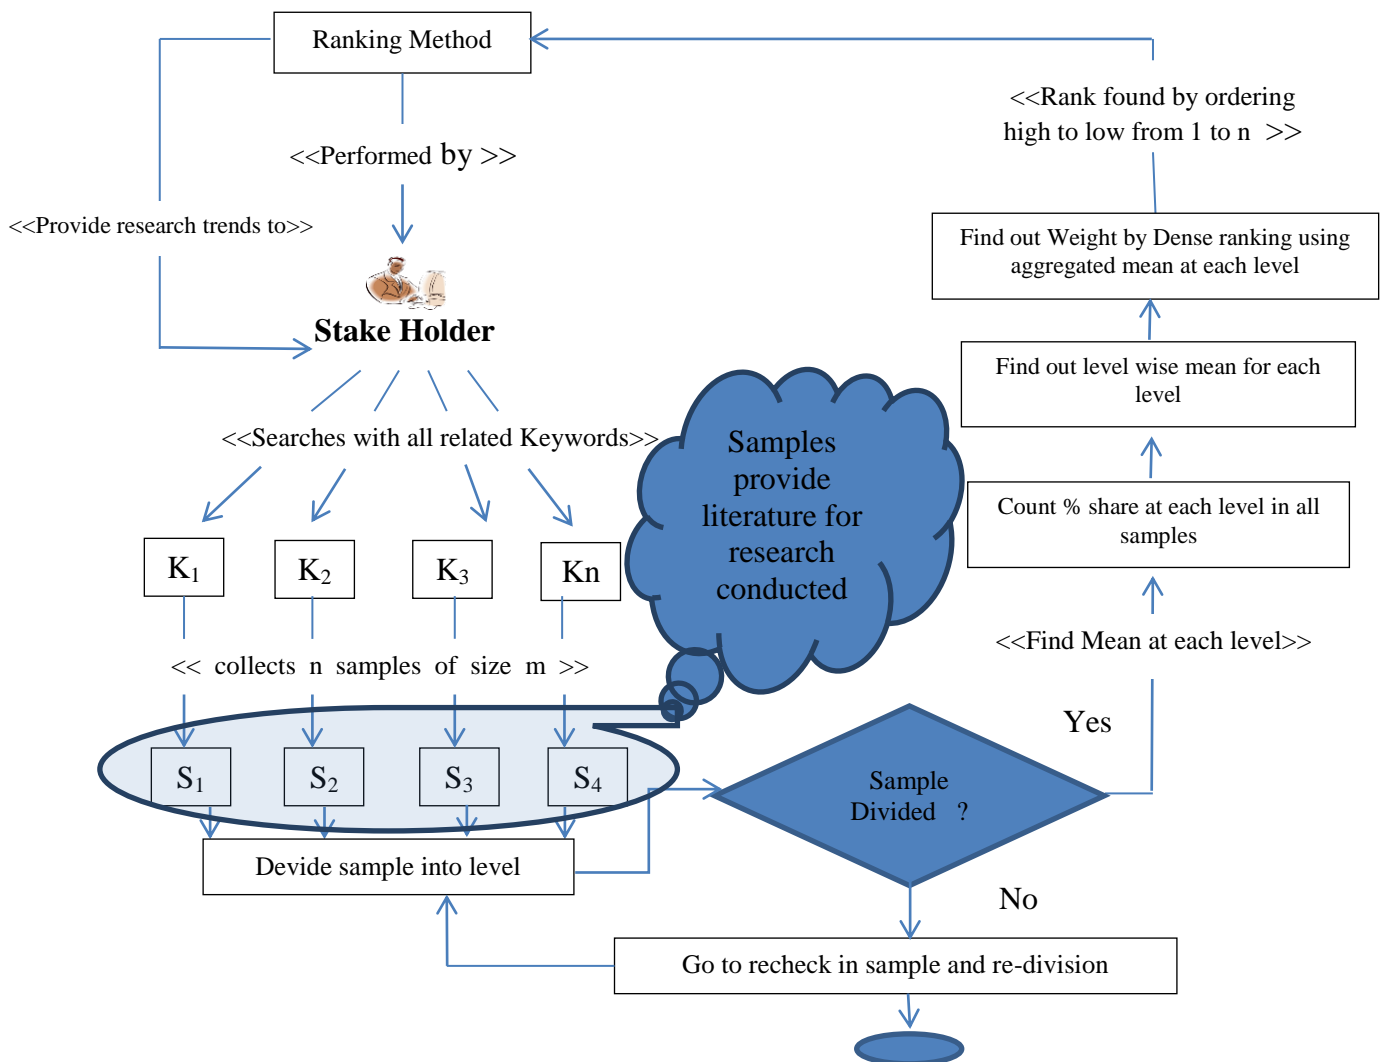 Ranking Method
<<Rank found by ordering
high to low from 1 to n >>
<<Performed by >>
<<Provide research trends to>>
Find out Weight by Dense ranking using
aggregated mean at each level
Stake Holder
Find out level wise mean for each
level
<<Searches with all related Keywords>>
Samples
provide
literature for
research
conducted
Count % share at each level in all
samples
K1
K2
K3
Kn
<<Find Mean at each level>>
<< collects n samples of size m >>
Yes
S1
S2
S3
S4
Sample
Divided ?
Devide sample into level
No
Go to recheck in sample and re-division